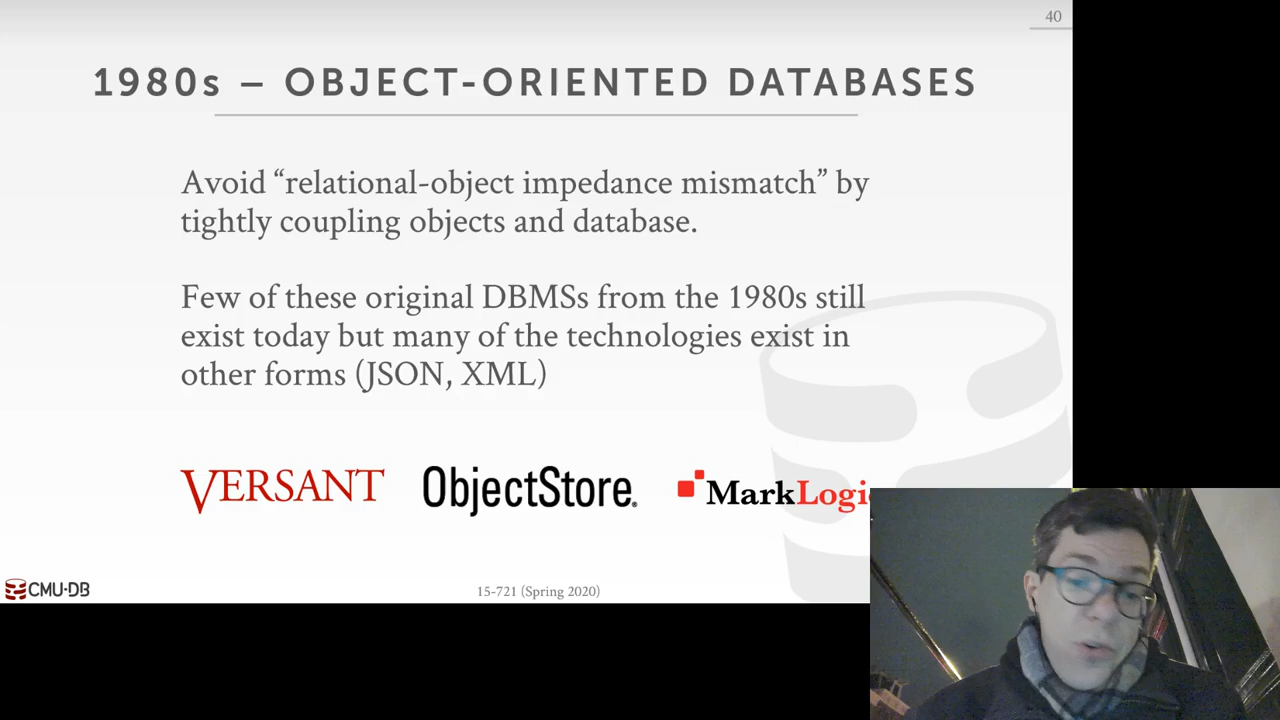 40
1980s – OBJECT-ORIENTED DATABASES
Avoid “relational-object impedance mismatch” by
tightly coupling objects and database.
Few of these original DBMSs from the 1980s still
exist today but many of the technologies exist in
other forms (JSON, XML)
VERSANT ObjectStore® MarkLogi
CMU·DB
15-721 (Spring 2020)